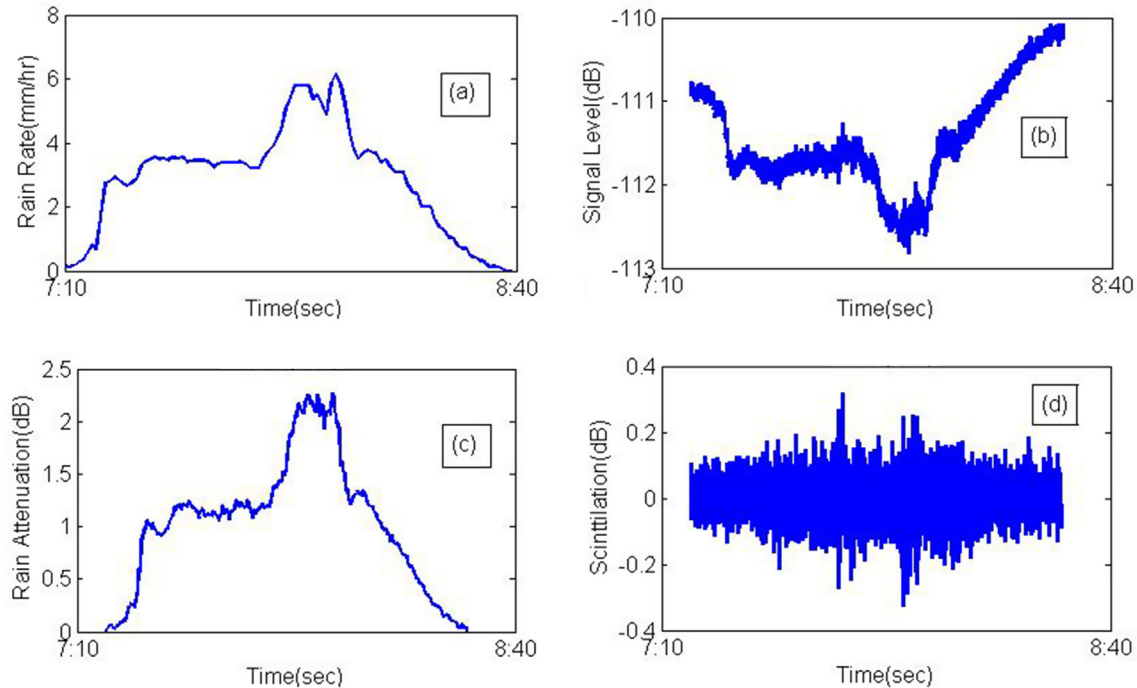 8
6
4
2
0
Rain Rate(mm/hr)
(a)
7:10
8:40
Time(sec)
-110
-111
-112
-113
Signal Level(dB)
(b)
7:10
8:40
Time(sec)
2.5
2
1.5
1
0.5
0
Rain Attenuation(dB)
(c)
7:10
8:40
Time(sec)
0.4
0.2
0
-0.2
-0.4
Scinttilation(dB)
(d)
7:10
8:40
Time(sec)